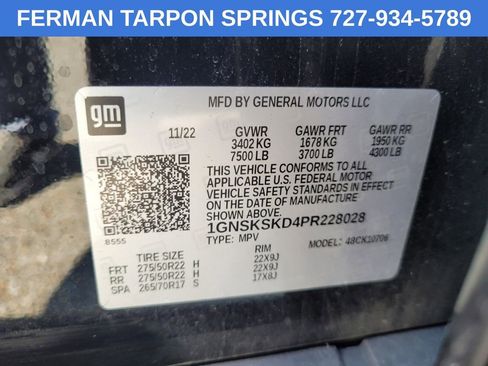 FERMAN TARPON SPRINGS 727-934-5789
gm
MFD BY GENERAL MOTORS LLC
11/22 GVWR GAWR FRT GAWR RR
3402 KG 1678 KG 1950 KG
7500 LB 3700 LB 4300 LB
THIS VEHICLE CONFORMS TO ALL
APPLICABLE U.S. FEDERAL MOTOR
VEHICLE SAFETY STANDARDS IN EFFECT
ON THE DATE OF MANUFACTURE
SHOWN ABOVE.
1GNSKSKD4PR228028
8555 TYPE: MPV MODEL: 48CK10706
TIRE SIZE RIM
FRT 275/50R22 H 22X9J
RR 275/50R22 H 22X9J
SPA 265/70R17 S 17X8J